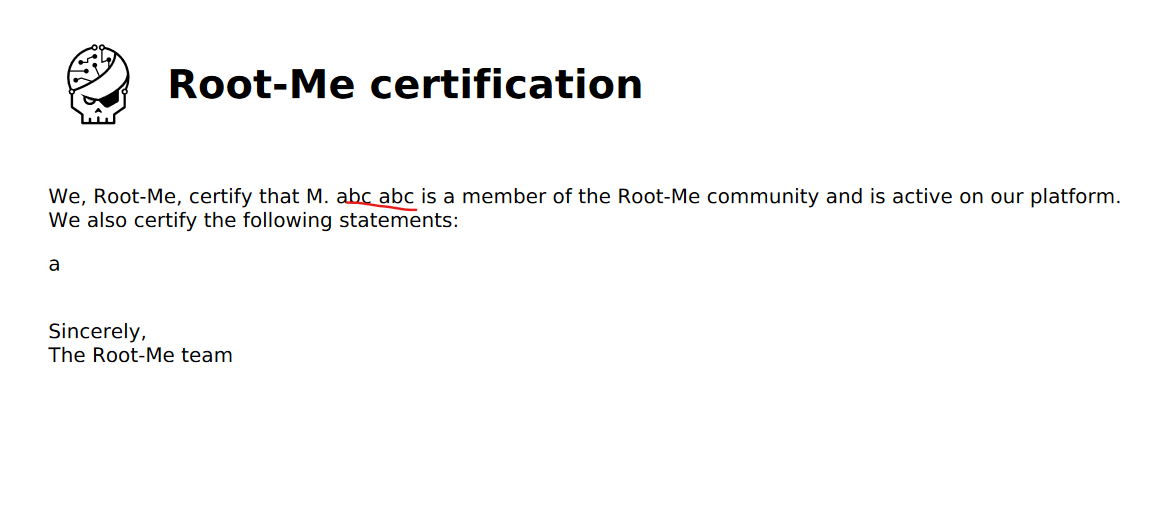 Root-Me certification
We, Root-Me, certify that M. abc abc is a member of the Root-Me community and is active on our platform.
We also certify the following statements:
a
Sincerely,
The Root-Me team